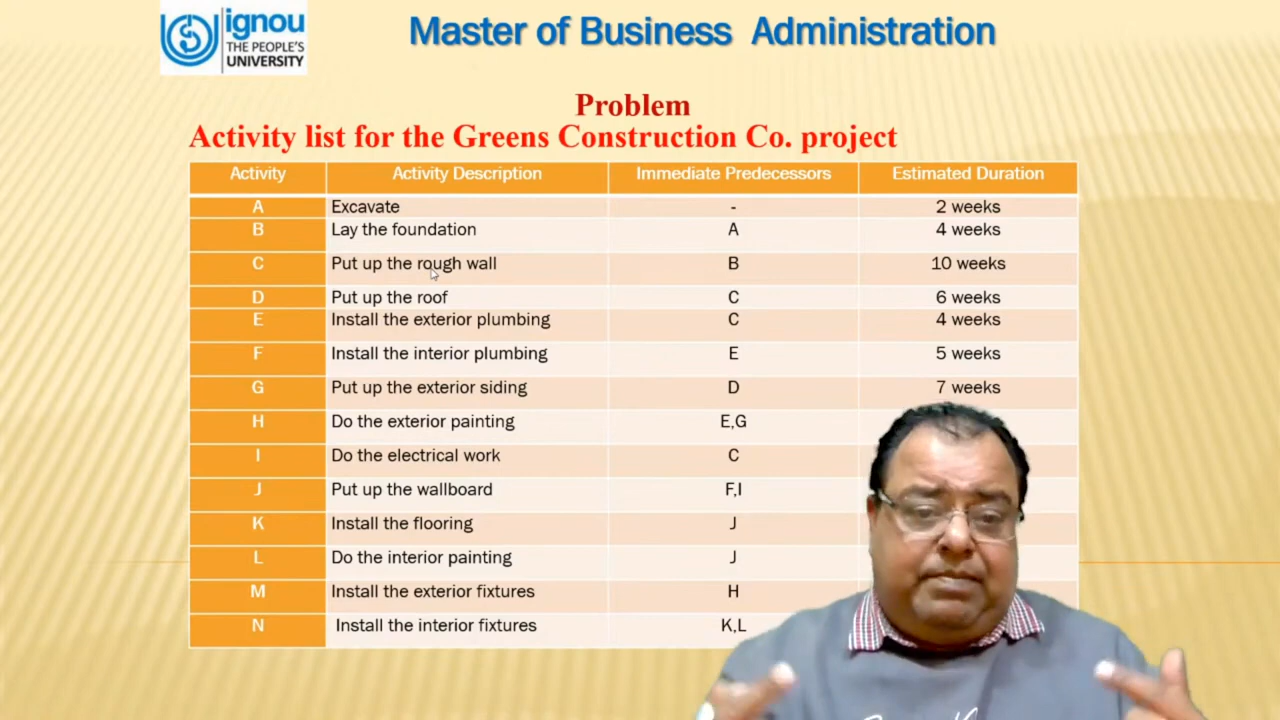 ignou
THE PEOPLE'S
UNIVERSITY
Master of Business Administration
Problem
Activity list for the Greens Construction Co. project
Activity Activity Description Immediate Predecessors Estimated Duration
A Excavate - 2 weeks
B Lay the foundation A 4 weeks
C Put up the rough wall B 10 weeks
D Put up the roof C 6 weeks
E Install the exterior plumbing C 4 weeks
F Install the interior plumbing E 5 weeks
G Put up the exterior siding D 7 weeks
H Do the exterior painting E,G
I Do the electrical work C
J Put up the wallboard F,I
K Install the flooring J
L Do the interior painting J
M Install the exterior fixtures H
N Install the interior fixtures K,L